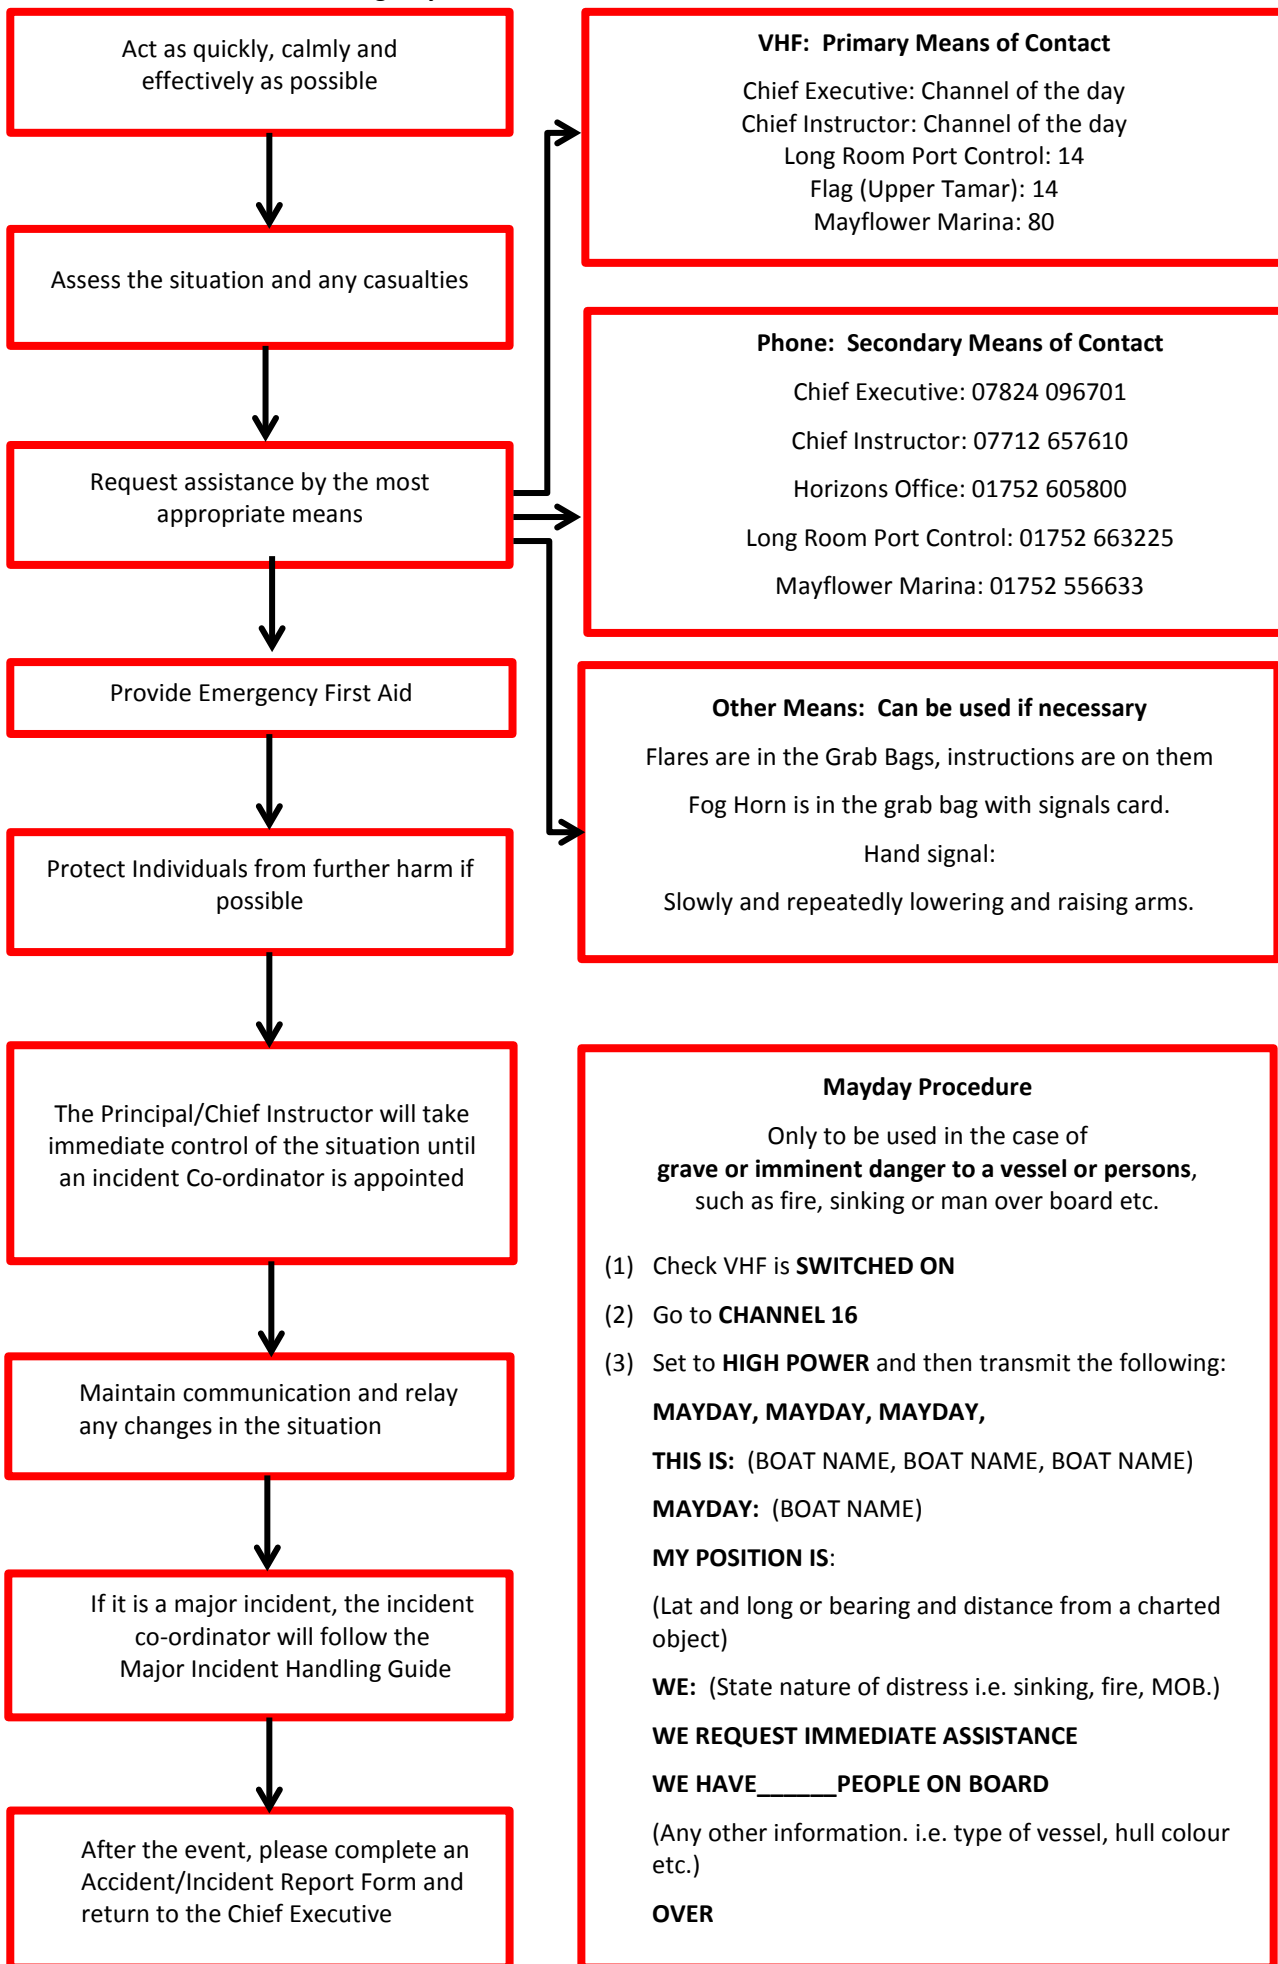 Act as quickly, calmly and
effectively as possible
Assess the situation and any casualties
Request assistance by the most
appropriate means
Provide Emergency First Aid
Protect Individuals from further harm if
possible
The Principal/Chief Instructor will take
immediate control of the situation until
an incident Co-ordinator is appointed
Maintain communication and relay
any changes in the situation
If it is a major incident, the incident
co-ordinator will follow the
Major Incident Handling Guide
After the event, please complete an
Accident/Incident Report Form and
return to the Chief Executive
VHF: Primary Means of Contact
Chief Executive: Channel of the day
Chief Instructor: Channel of the day
Long Room Port Control: 14
Flag (Upper Tamar): 14
Mayflower Marina: 80
Phone: Secondary Means of Contact
Chief Executive: 07824 096701
Chief Instructor: 07712 657610
Horizons Office: 01752 605800
Long Room Port Control: 01752 663225
Mayflower Marina: 01752 556633
Other Means: Can be used if necessary
Flares are in the Grab Bags, instructions are on them
Fog Horn is in the grab bag with signals card.
Hand signal:
Slowly and repeatedly lowering and raising arms.
Mayday Procedure
Only to be used in the case of
grave or imminent danger to a vessel or persons,
such as fire, sinking or man over board etc.
(1) Check VHF is SWITCHED ON
(2) Go to CHANNEL 16
(3) Set to HIGH POWER and then transmit the following:
MAYDAY, MAYDAY, MAYDAY,
THIS IS: (BOAT NAME, BOAT NAME, BOAT NAME)
MAYDAY: (BOAT NAME)
MY POSITION IS:
(Lat and long or bearing and distance from a charted
object)
WE: (State nature of distress i.e. sinking, fire, MOB.)
WE REQUEST IMMEDIATE ASSISTANCE
WE HAVE______PEOPLE ON BOARD
(Any other information. i.e. type of vessel, hull colour
etc.)
OVER